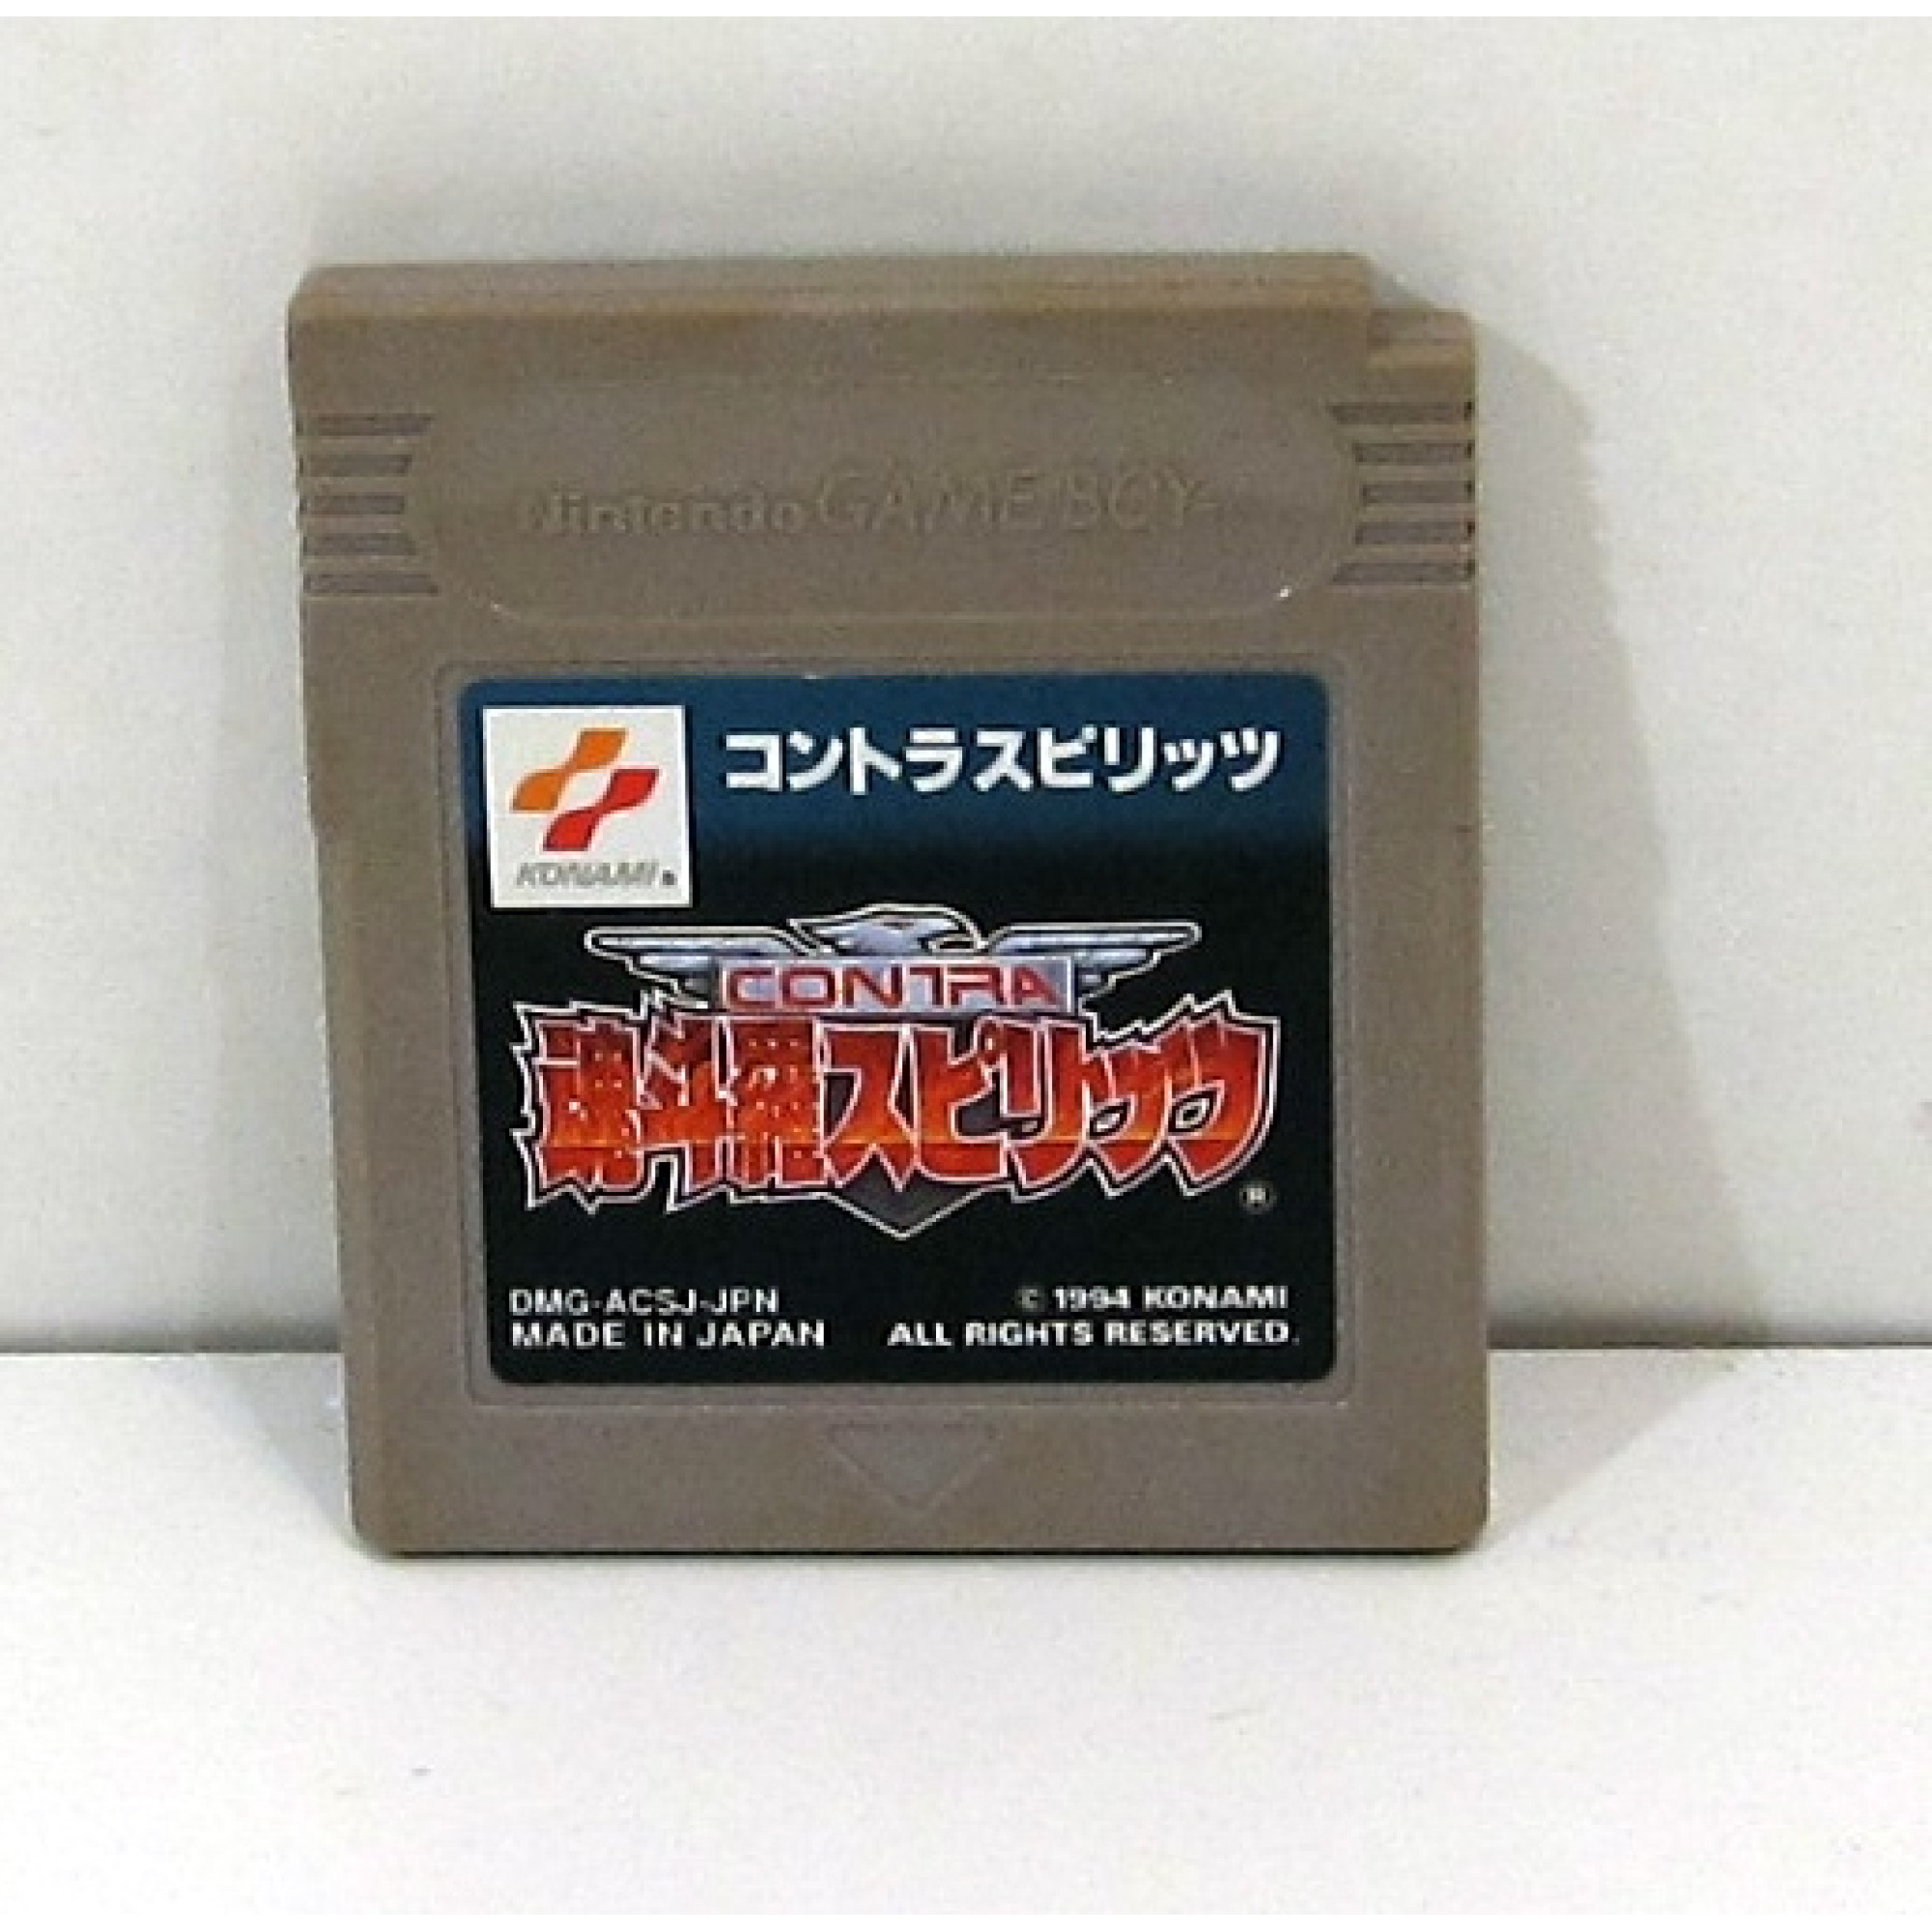 Nintendo GAME BOY
コントラスピリッツ
KONAMI®
CONTRA
魂斗羅スピリッツ
®
DMG-ACSJ-JPN
© 1994 KONAMI
MADE IN JAPAN
ALL RIGHTS RESERVED.